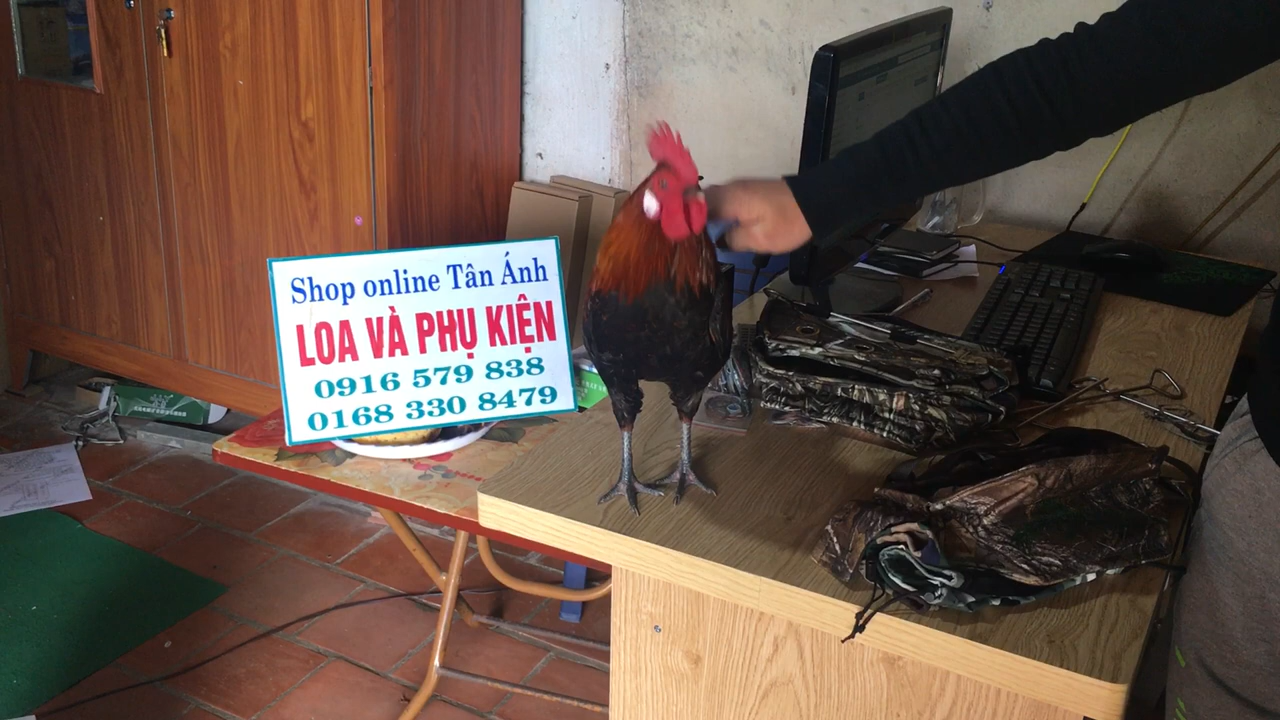 Shop online Tân Ánh
LOA VÀ PHỤ KIỆN
0916 579 838
0168 330 8479